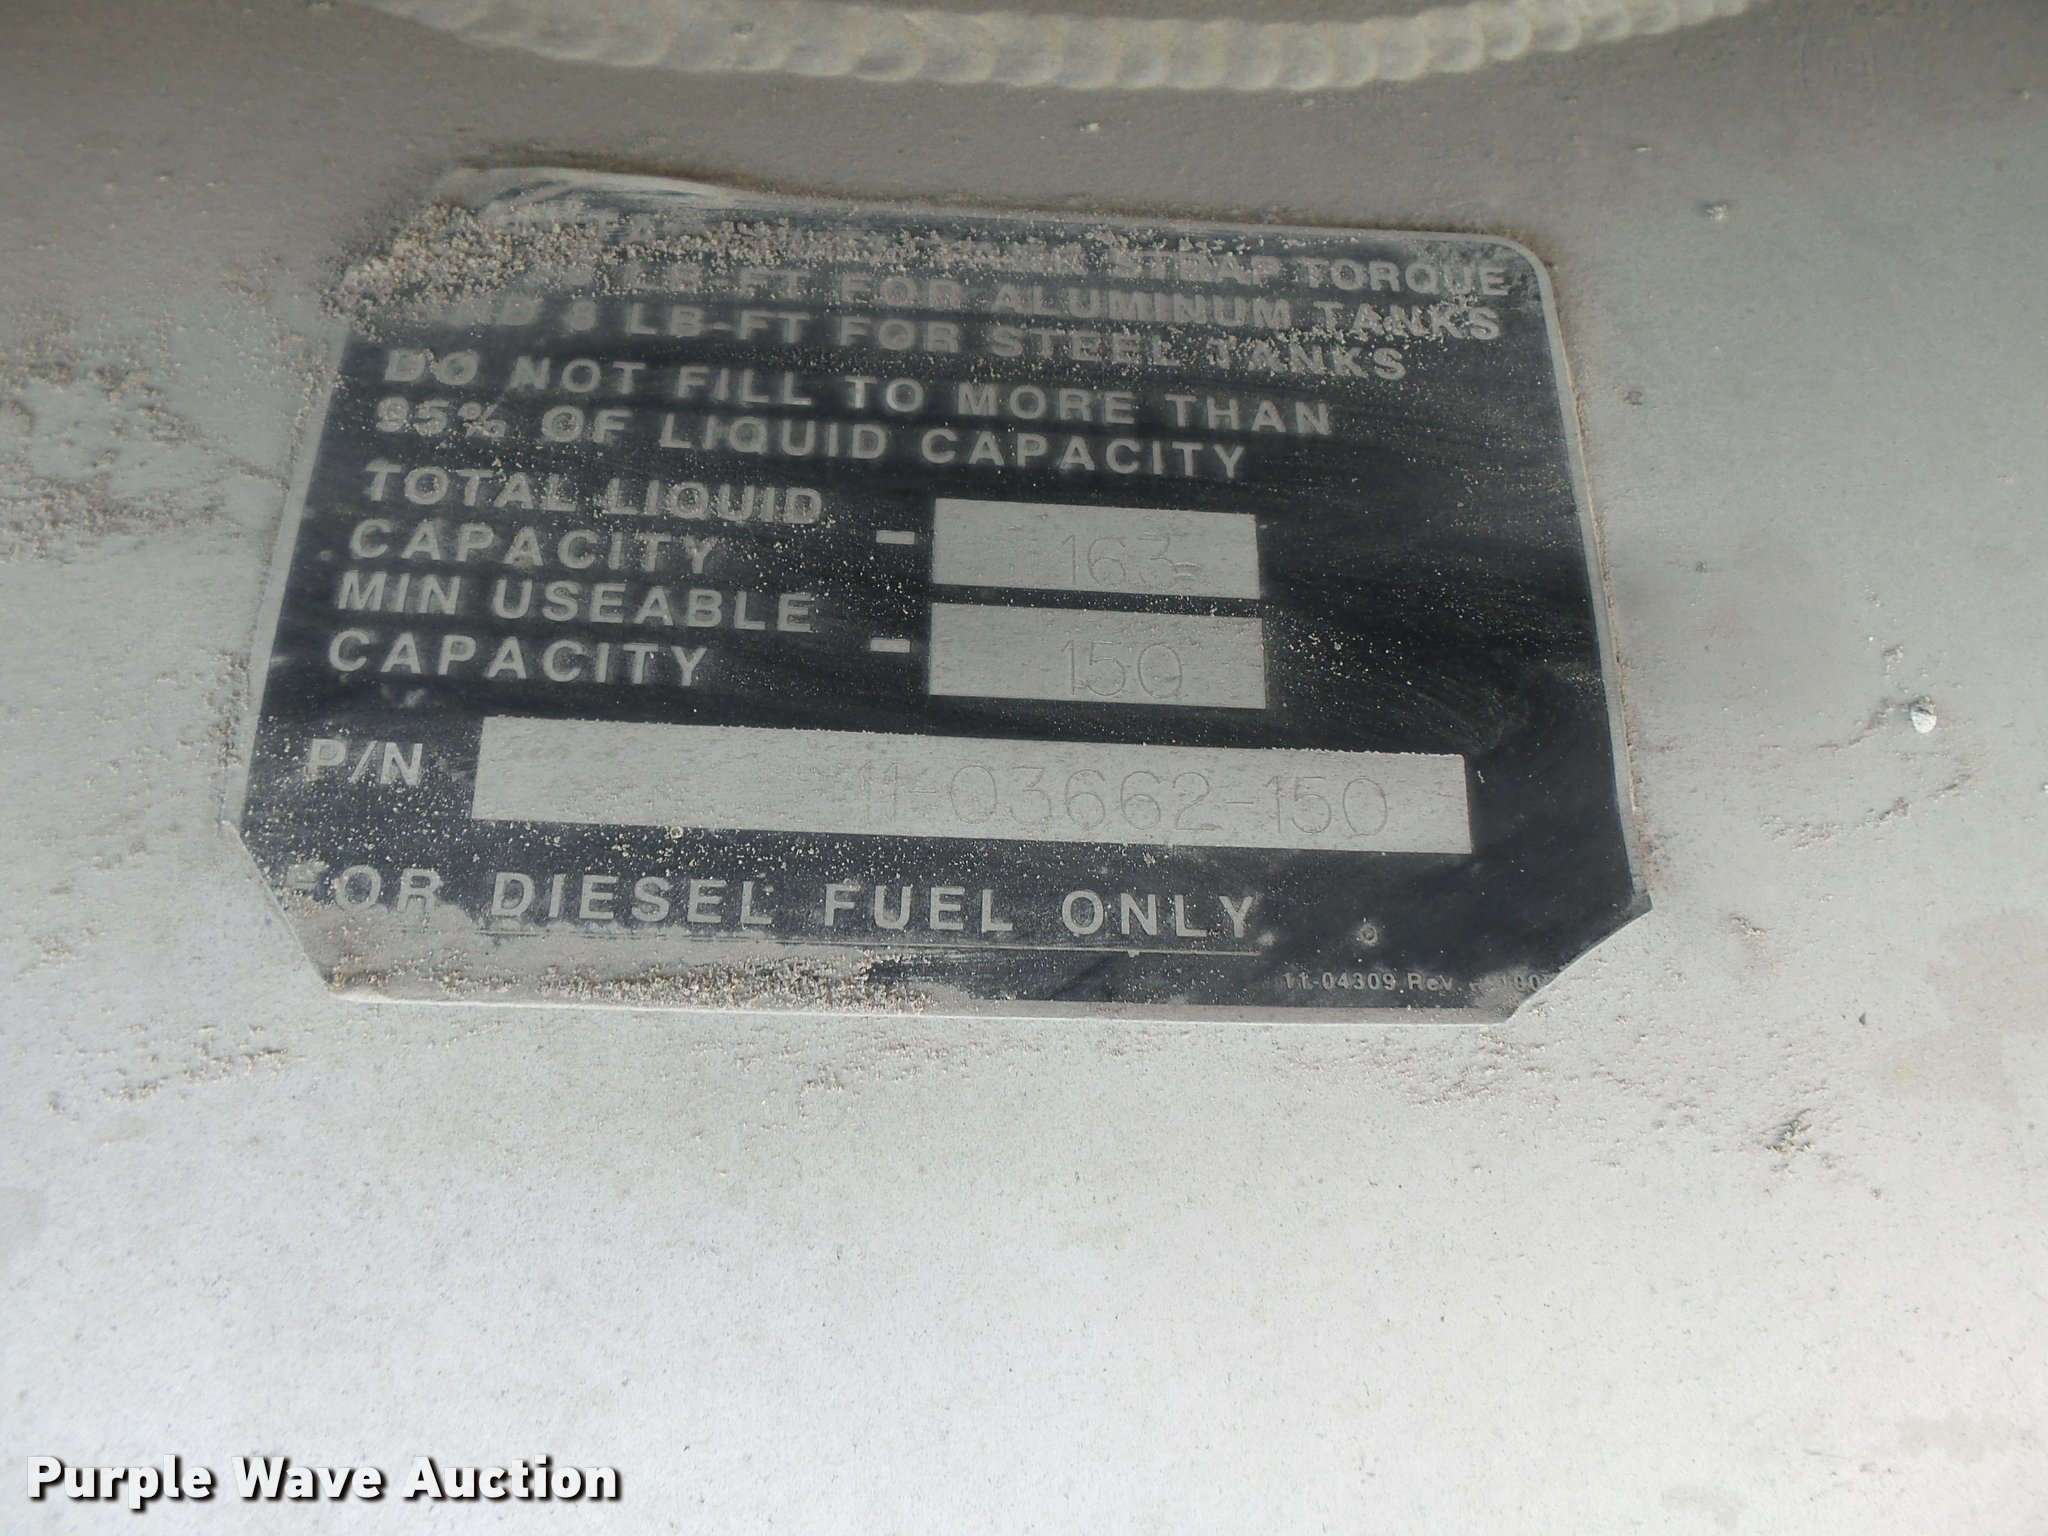 STRAP TORQUE
LB-FT FOR ALUMINUM TANKS
8 LB-FT FOR STEEL TANKS
DO NOT FILL TO MORE THAN
95% OF LIQUID CAPACITY
TOTAL LIQUID
CAPACITY - 163
MIN USEABLE
CAPACITY - 150
P/N 11-03662-150
FOR DIESEL FUEL ONLY
11-04309 Rev.
Purple Wave Auction